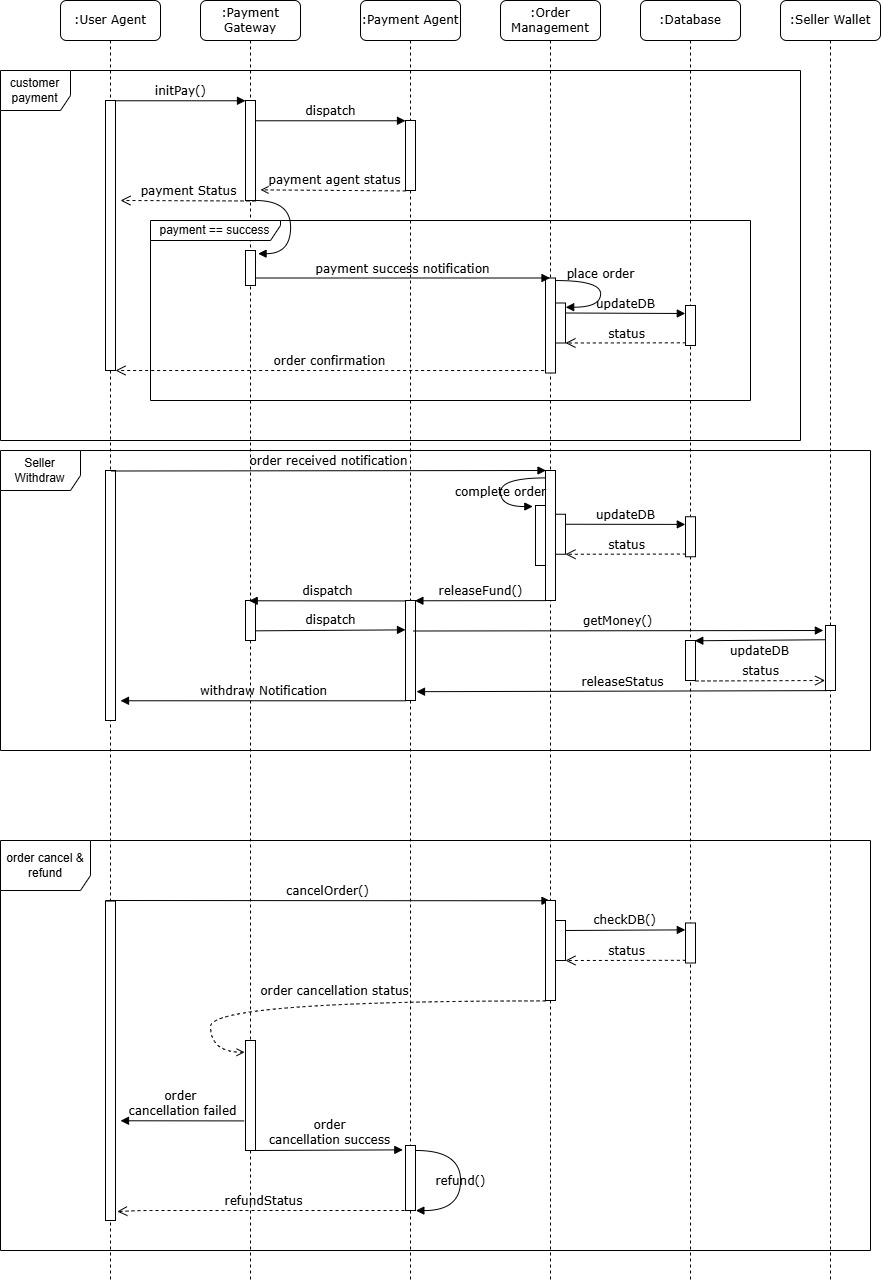 :User Agent
:Payment
Gateway
:Payment Agent
:Order
Management
:Database
:Seller Wallet
customer
payment
initPay()
dispatch
payment agent status
payment Status
payment == success
payment success notification
place order
updateDB
status
order confirmation
Seller
Withdraw
order received notification
complete order
updateDB
status
dispatch
releaseFund()
dispatch
getMoney()
updateDB
status
releaseStatus
withdraw Notification
order cancel &
refund
cancelOrder()
checkDB()
status
order cancellation status
order
cancellation failed
order
cancellation success
refund()
refundStatus